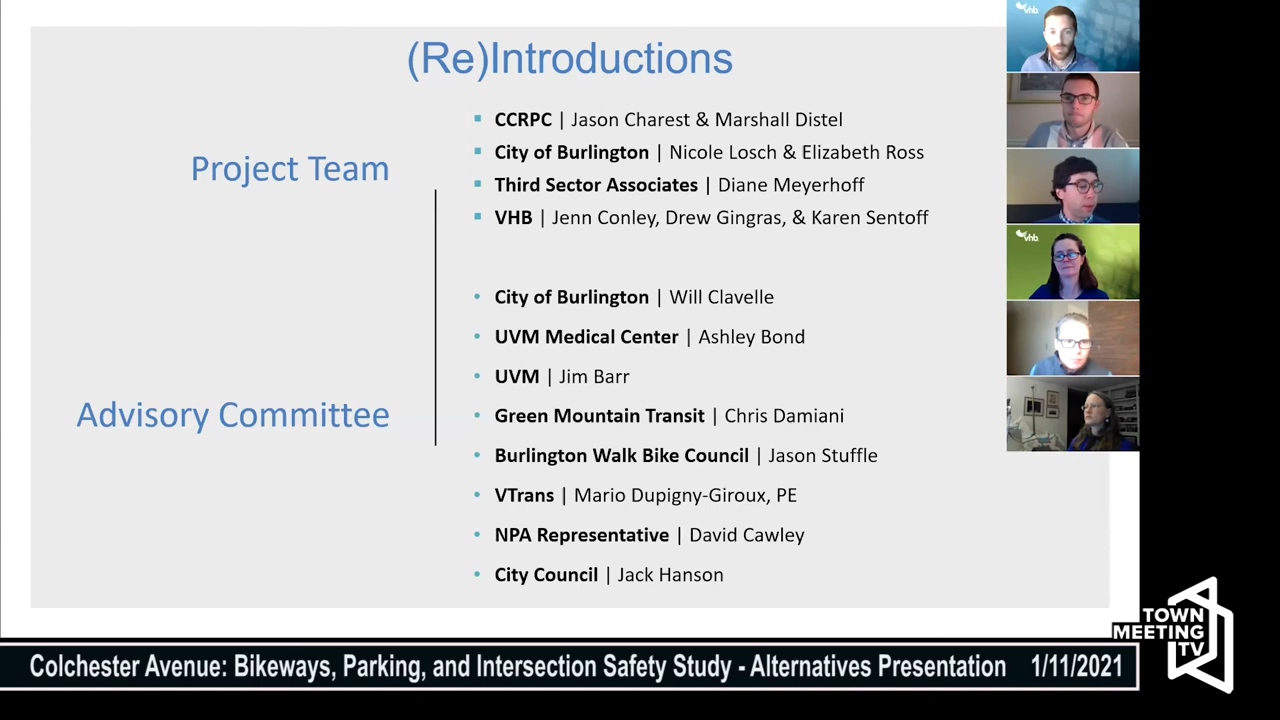 (Re)Introductions
Project Team
▪ CCRPC | Jason Charest & Marshall Distel
▪ City of Burlington | Nicole Losch & Elizabeth Ross
▪ Third Sector Associates | Diane Meyerhoff
▪ VHB | Jenn Conley, Drew Gingras, & Karen Sentoff
Advisory Committee
• City of Burlington | Will Clavelle
• UVM Medical Center | Ashley Bond
• UVM | Jim Barr
• Green Mountain Transit | Chris Damiani
• Burlington Walk Bike Council | Jason Stuffle
• VTrans | Mario Dupigny-Giroux, PE
• NPA Representative | David Cawley
• City Council | Jack Hanson
vhb
vhb
TOWN
MEETING
TV
Colchester Avenue: Bikeways, Parking, and Intersection Safety Study - Alternatives Presentation 1/11/2021